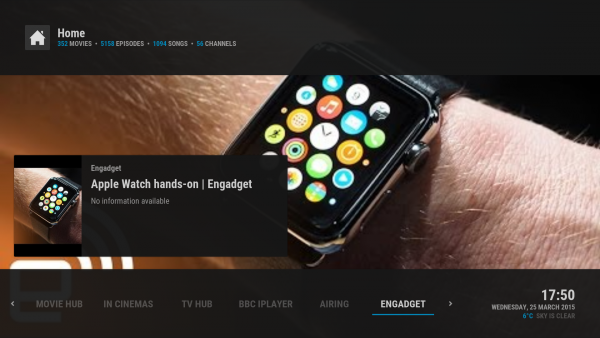 Home
352 MOVIES • 5158 EPISODES • 1094 SONGS • 56 CHANNELS
Engadget
Apple Watch hands-on | Engadget
No information available
MOVIE HUB IN CINEMAS TV HUB BBC IPLAYER AIRING ENGADGET
17:50
WEDNESDAY, 25 MARCH 2015
6°C SKY IS CLEAR